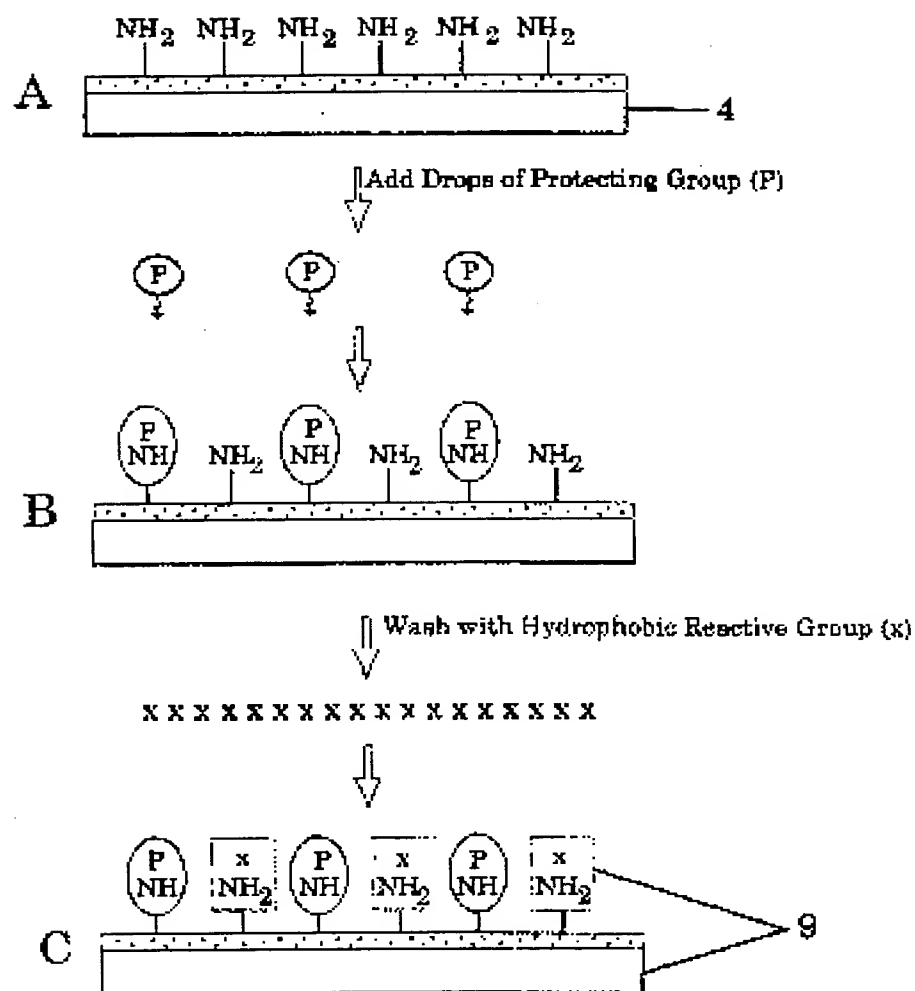 NH2 NH2 NH2 NH2 NH2 NH2
A
4
Add Drops of Protecting Group (P)
P P P
P NH NH2 P NH NH2 P NH NH2
B
Wash with Hydrophobic Reactive Group (x)
x x x x x x x x x x x x x x x x x x
P NH x NH2 P NH x NH2 P NH x NH2
9
C